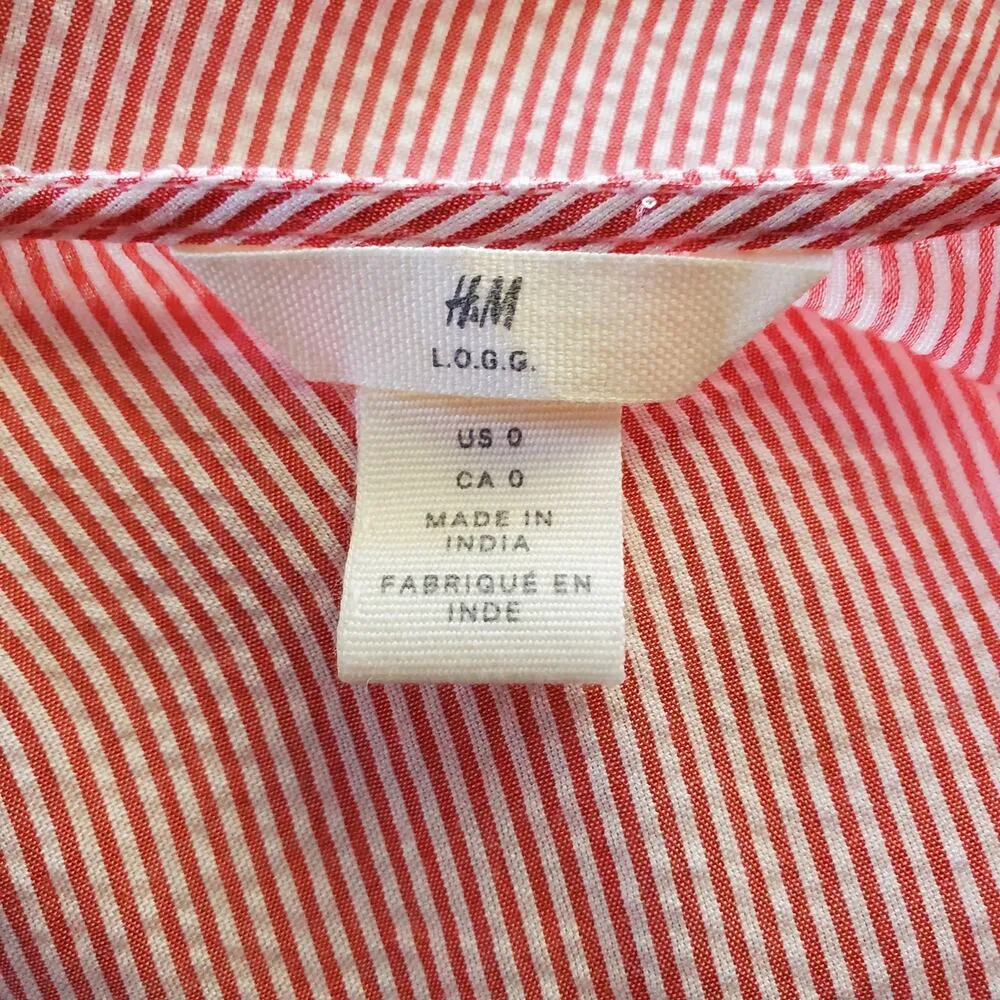 H&M
L.O.G.G.
US 0
CA 0
MADE IN
INDIA
FABRIQUÉ EN
INDE